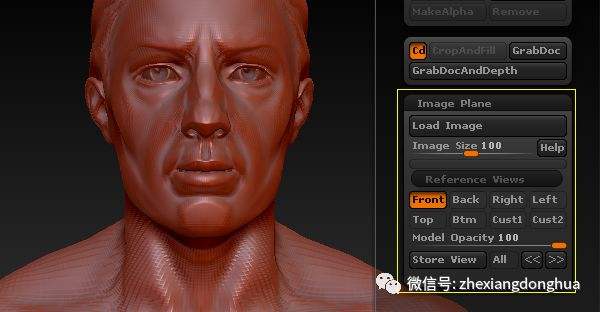 MakeAlpha Remove
Cd CropAndFill GrabDoc
GrabDocAndDepth
Image Plane
Load Image
Image Size 100 Help
Reference Views
Front Back Right Left
Top Btm Cust1 Cust2
Model Opacity 100
Store View All << >>
微信号: zhexiangdonghua